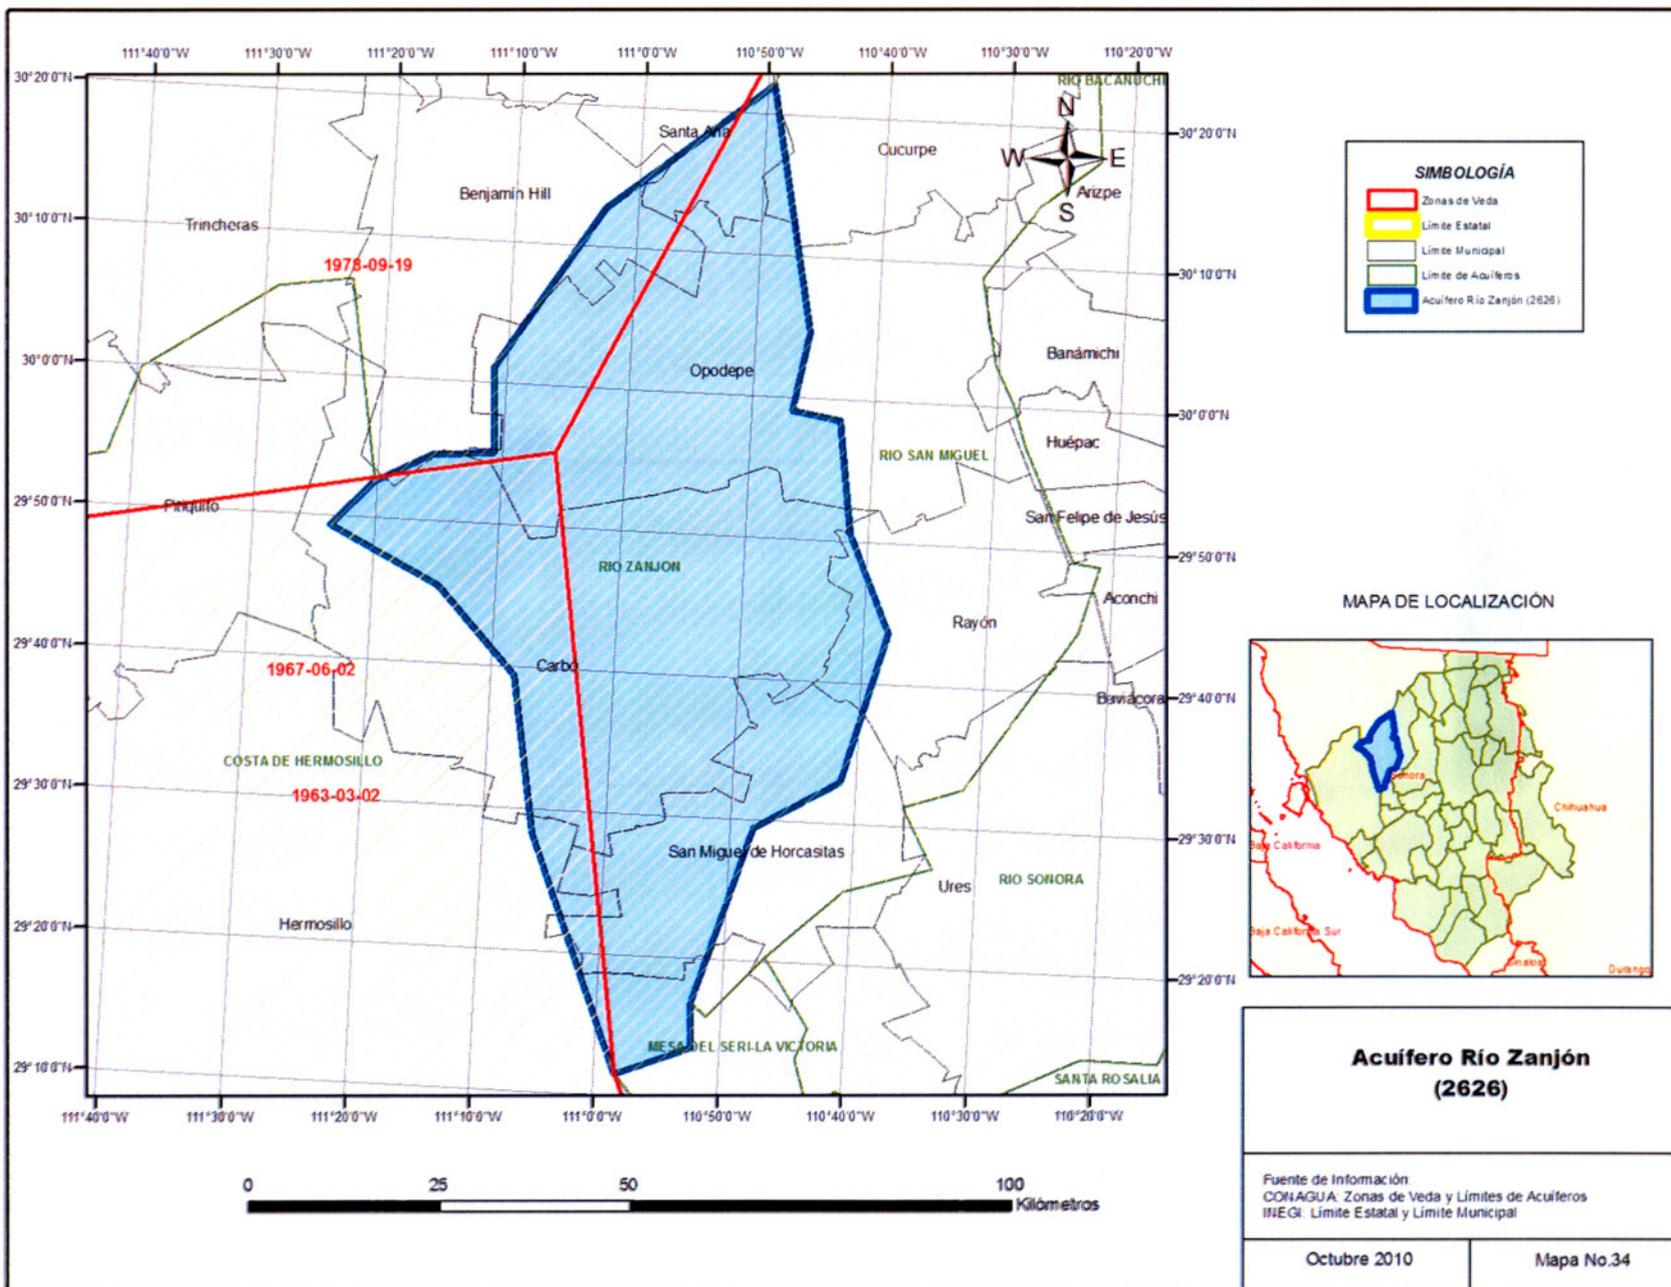 111°40'0"W 111°30'0"W 111°20'0"W 111°10'0"W 111°0'0"W 110°50'0"W 110°40'0"W 110°30'0"W 110°20'0"W
30°20'0"N
30°10'0"N
30°0'0"N
29°50'0"N
29°40'0"N
29°30'0"N
29°20'0"N
29°10'0"N
RIO BACANUCHI
N
W E
S
Santa Ana
Cucurpe
Benjamín Hill
Arizpe
Trincheras
1978-09-19
Banámichi
Opodepe
Huépac
RIO SAN MIGUEL
Pitiquito
San Felipe de Jesús
RIO ZANJON
Aconchi
Rayón
Carbó
1967-06-02
Baviácora
COSTA DE HERMOSILLO
1963-03-02
San Miguel de Horcasitas
Ures
RIO SONORA
Hermosillo
MESA DEL SERI-LA VICTORIA
SANTA ROSALIA
30°20'0"N
30°10'0"N
30°0'0"N
29°50'0"N
29°40'0"N
29°30'0"N
29°20'0"N
111°40'0"W 111°30'0"W 111°20'0"W 111°10'0"W 111°0'0"W 110°50'0"W 110°40'0"W 110°30'0"W 110°20'0"W
0 25 50 100
Kilómetros
SIMBOLOGÍA
Zonas de Veda
Límite Estatal
Límite Municipal
Límite de Acuíferos
Acuífero Río Zanjón (2626)
MAPA DE LOCALIZACIÓN
Sonora
Chihuahua
Baja California
Baja California Sur
Sinaloa
Durango
Acuífero Río Zanjón
(2626)
Fuente de Información:
CONAGUA: Zonas de Veda y Límites de Acuíferos
INEGI: Límite Estatal y Límite Municipal
Octubre 2010
Mapa No.34